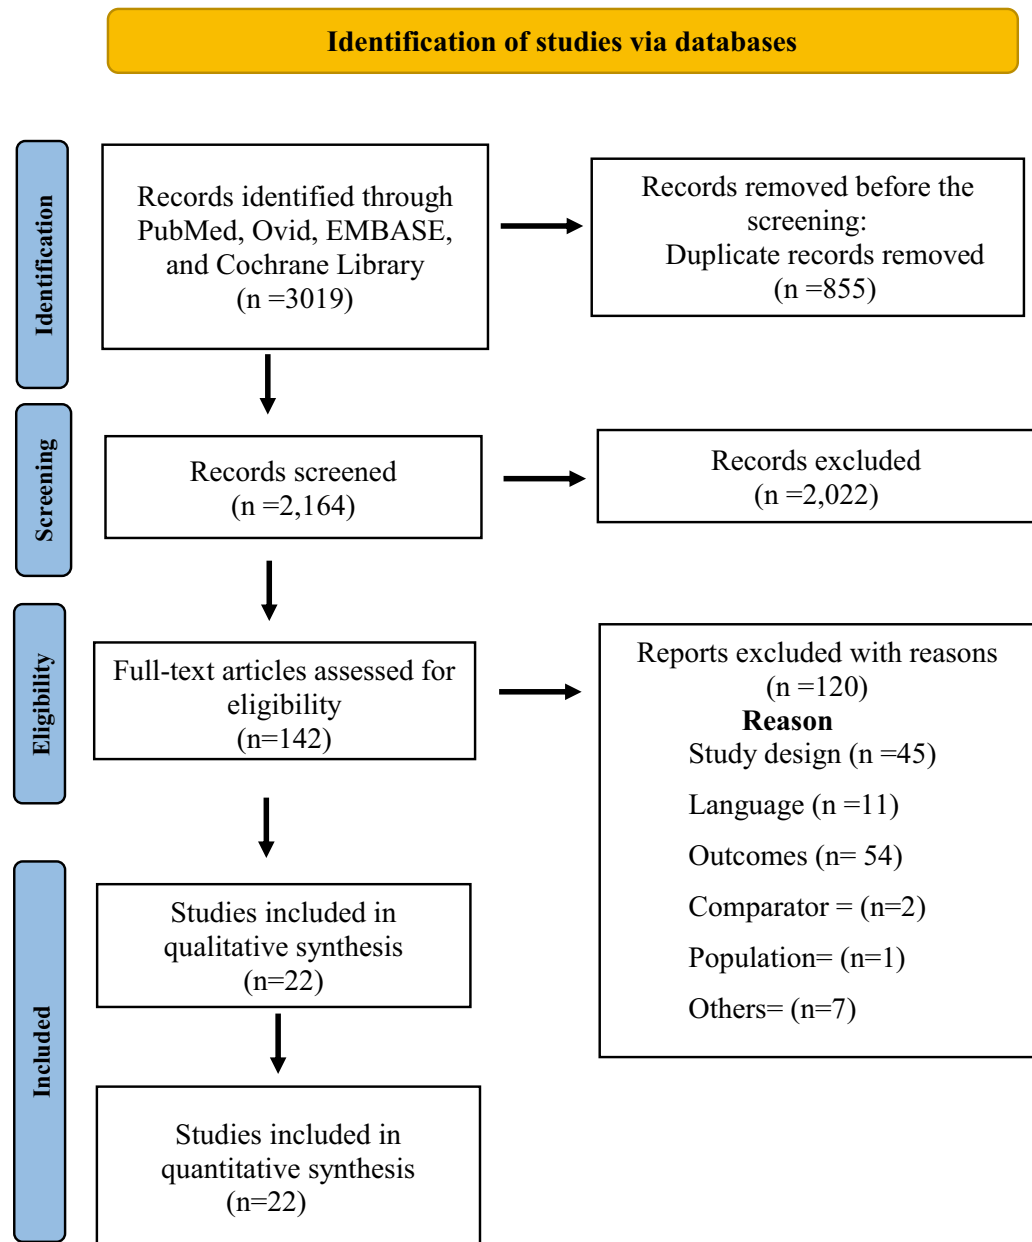 Identification of studies via databases
Identification
Records identified through
PubMed, Ovid, EMBASE,
and Cochrane Library
(n =3019)
Records removed before the
screening:
Duplicate records removed
(n =855)
Screening
Records screened
(n =2,164)
Records excluded
(n =2,022)
Eligibility
Full-text articles assessed for
eligibility
(n=142)
Reports excluded with reasons
(n =120)
Reason
Study design (n =45)
Language (n =11)
Outcomes (n= 54)
Comparator = (n=2)
Population= (n=1)
Others= (n=7)
Included
Studies included in
qualitative synthesis
(n=22)
Studies included in
quantitative synthesis
(n=22)